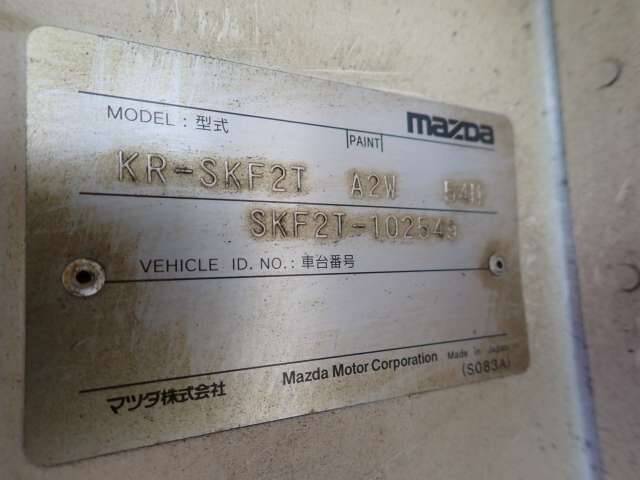 mazda
MODEL : 型式
PAINT
KR-SKF2T A2W
SKF2T-102549
VEHICLE ID. NO. : 車台番号
マツダ株式会社 Mazda Motor Corporation Made in Japan
(S083A)